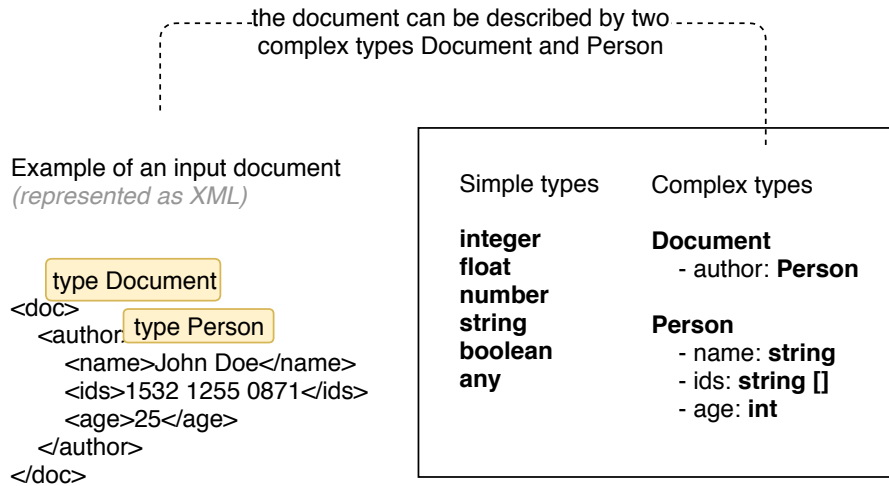 the document can be described by two
complex types Document and Person
Example of an input document
(represented as XML)
type Document
<doc>
<author>
type Person
<name>John Doe</name>
<ids>1532 1255 0871</ids>
<age>25</age>
</author>
</doc>
Simple types
integer
float
number
string
boolean
any
Complex types
Document
- author: Person
Person
- name: string
- ids: string []
- age: int